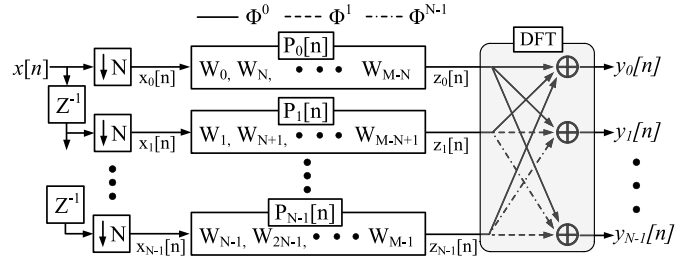 Φ⁰ Φ¹ Φᴺ⁻¹
DFT
x[n] ↓N x₀[n] P₀[n] W₀, W_N, • • • W_{M-N} z₀[n] y₀[n]
Z⁻¹
↓N x₁[n] P₁[n] W₁, W_{N+1}, • • • W_{M-N+1} z₁[n] y₁[n]
Z⁻¹
↓N x_{N-1}[n] P_{N-1}[n] W_{N-1}, W_{2N-1}, • • • W_{M-1} z_{N-1}[n] y_{N-1}[n]